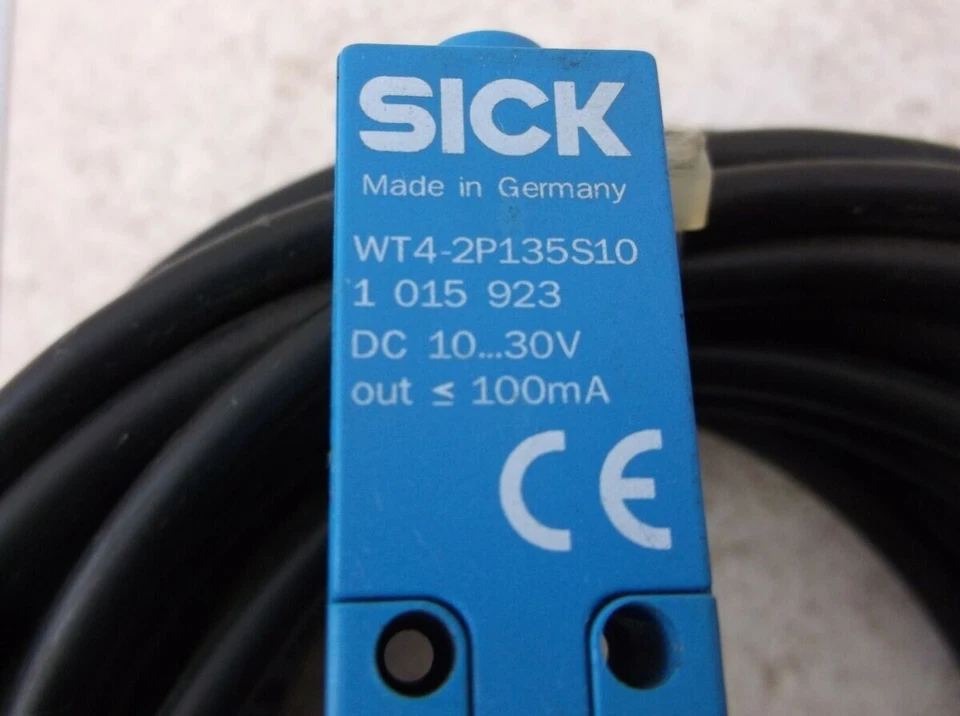 SICK
Made in Germany
WT4-2P135S10
1 015 923
DC 10...30V
out ≤ 100mA
CE